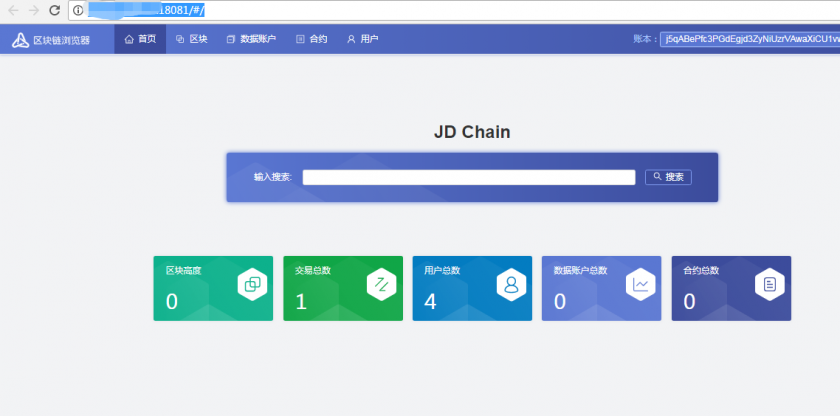 18081/#/
区块链浏览器
首页
区块
数据账户
合约
用户
账本：
j5qABePfc3PGdEgjd3ZyNiUzrVAwaXiCU1v
JD Chain
输入搜索:
搜索
区块高度
0
交易总数
1
用户总数
4
数据账户总数
0
合约总数
0